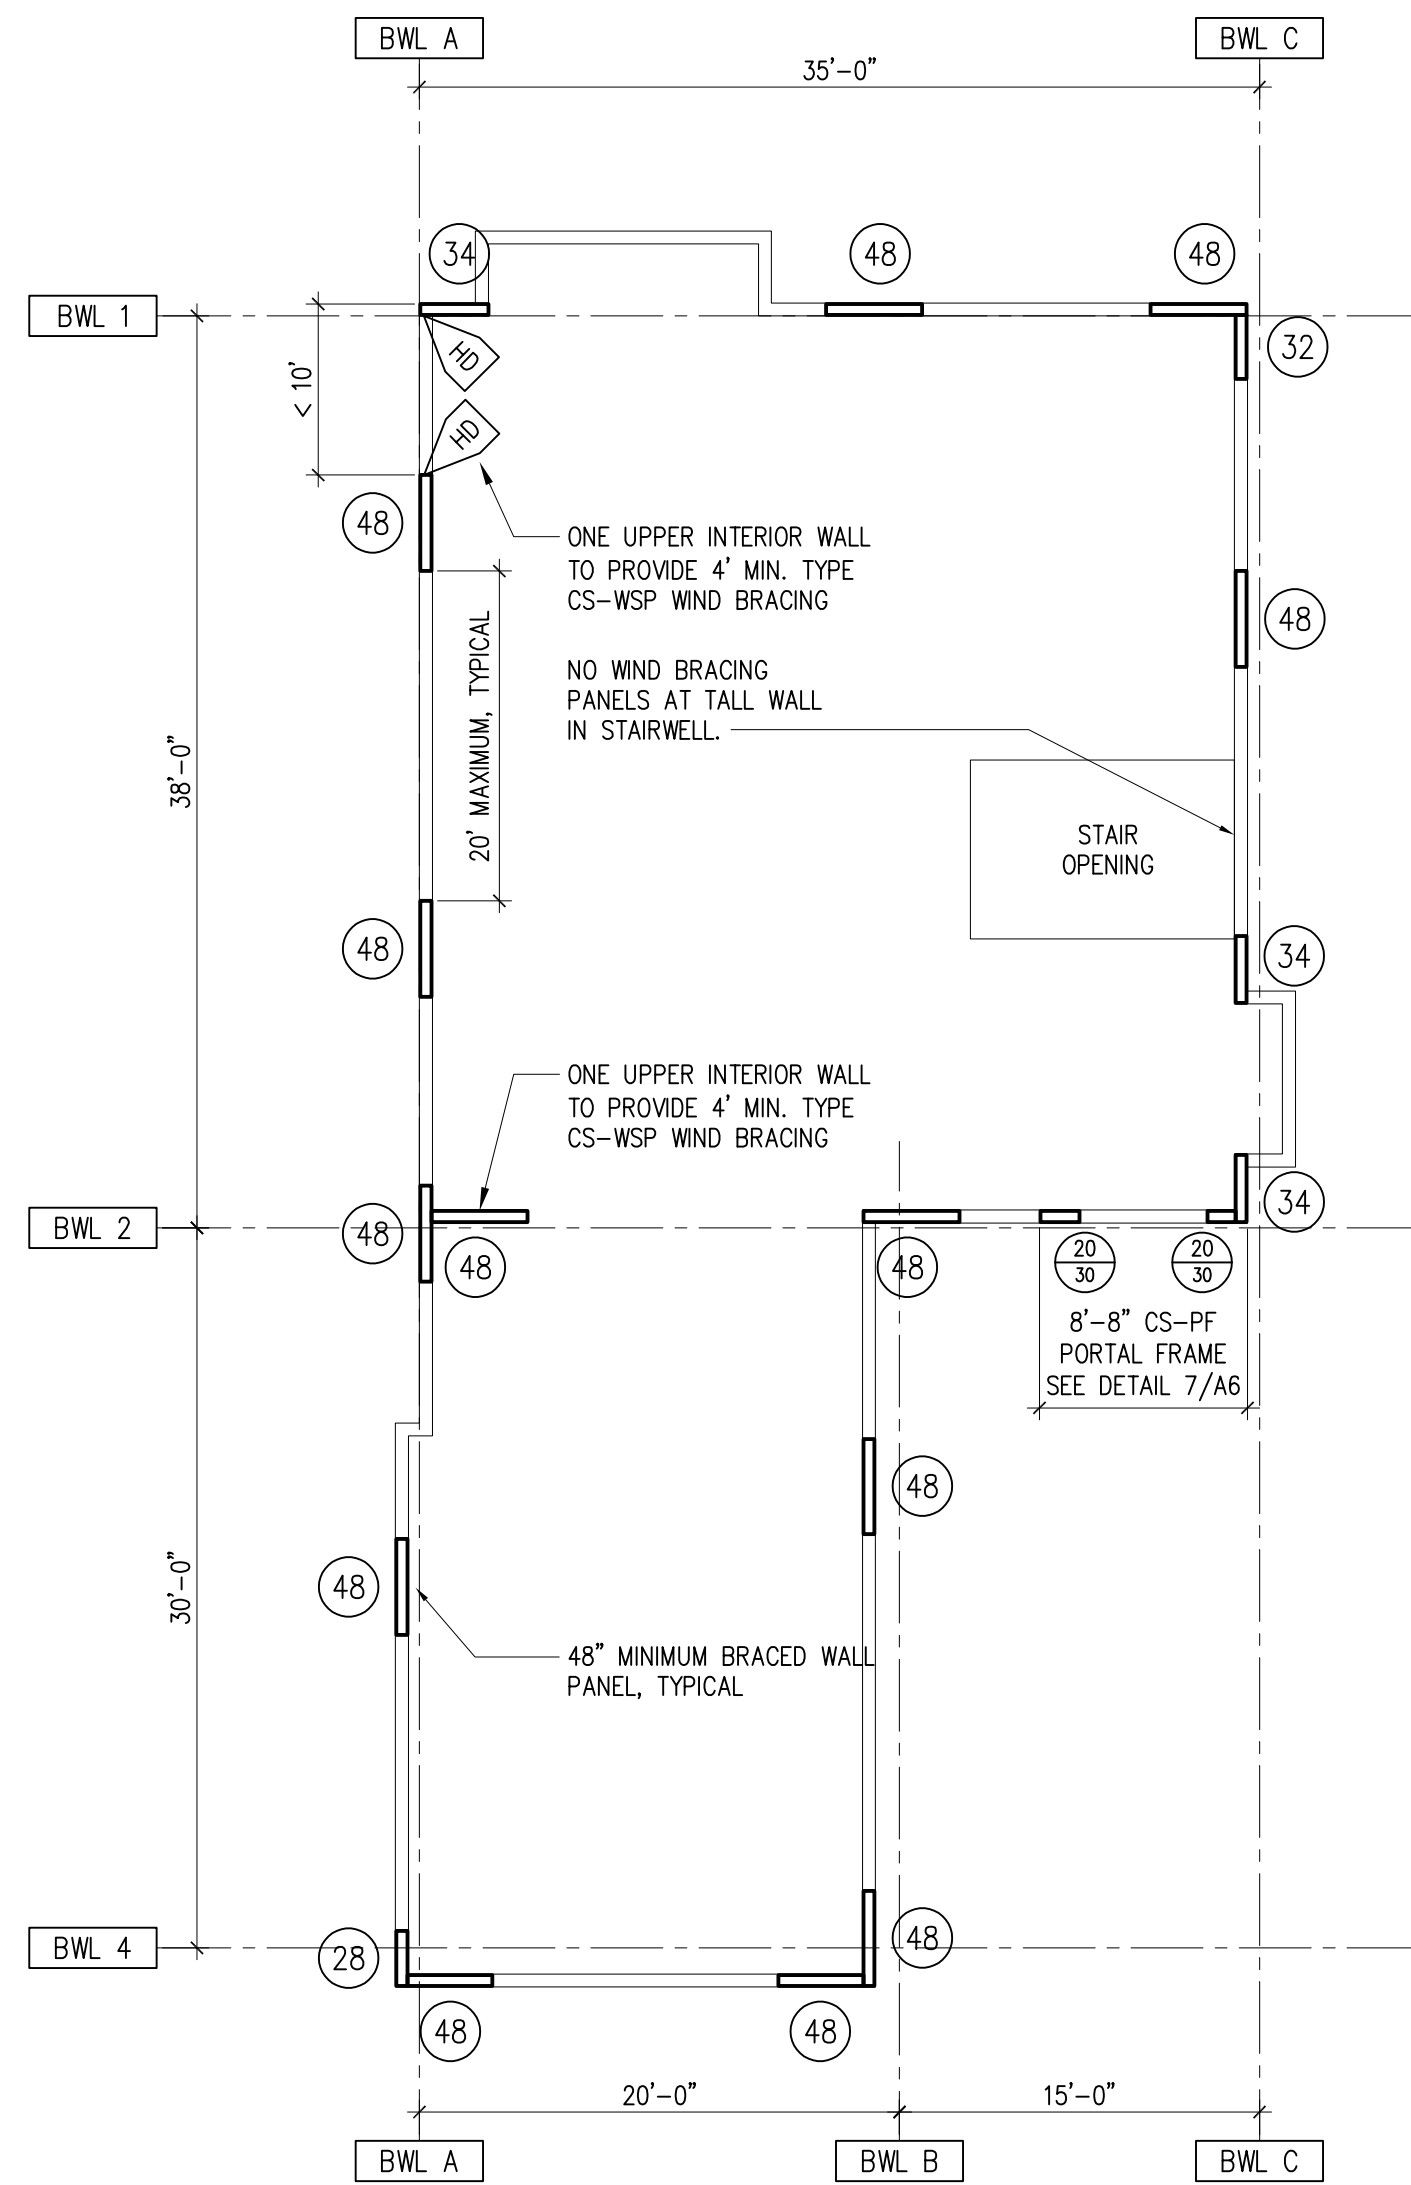 BWL A
BWL C
35'-0"
34
48
48
BWL 1
32
< 10'
HD
HD
48
ONE UPPER INTERIOR WALL
TO PROVIDE 4' MIN. TYPE
CS-WSP WIND BRACING
48
20' MAXIMUM, TYPICAL
NO WIND BRACING
PANELS AT TALL WALL
IN STAIRWELL.
38'-0"
STAIR
OPENING
48
34
ONE UPPER INTERIOR WALL
TO PROVIDE 4' MIN. TYPE
CS-WSP WIND BRACING
34
BWL 2
48
48
48
20
30
20
30
8'-8" CS-PF
PORTAL FRAME
SEE DETAIL 7/A6
48
30'-0"
48
48" MINIMUM BRACED WALL
PANEL, TYPICAL
BWL 4
28
48
48
48
20'-0"
15'-0"
BWL A
BWL B
BWL C